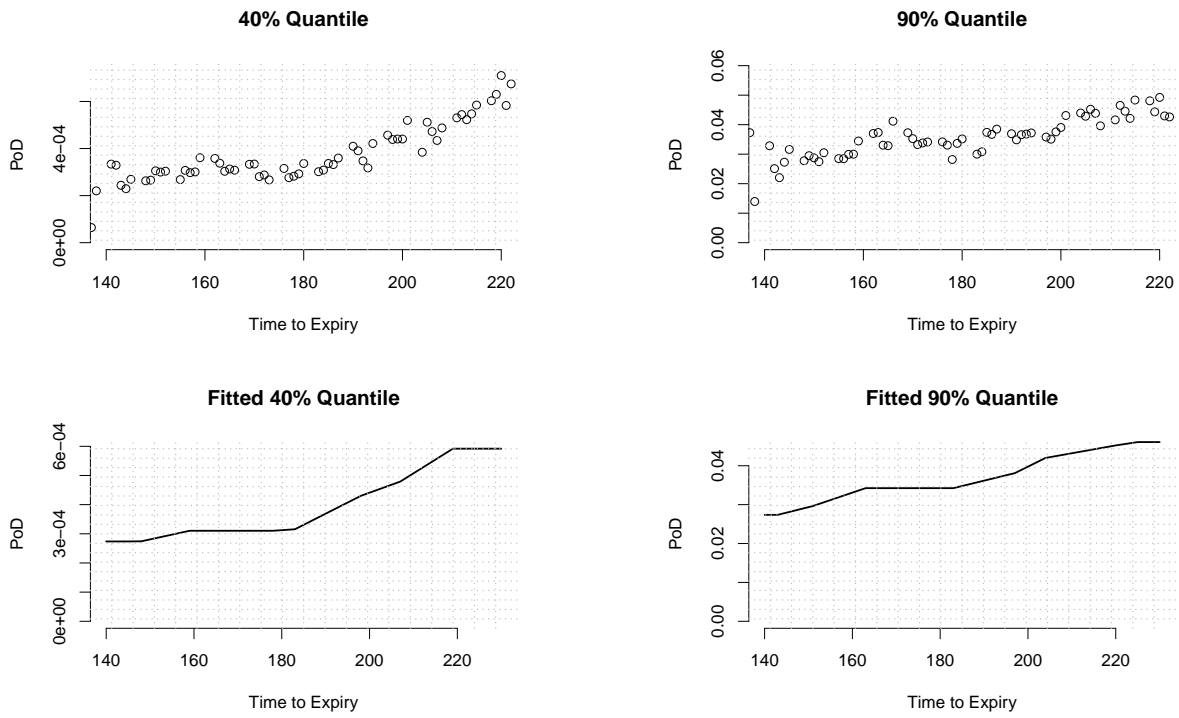 40% Quantile
PoD
0e+00 4e−04
140 160 180 200 220
Time to Expiry
90% Quantile
PoD
0.00 0.02 0.04 0.06
140 160 180 200 220
Time to Expiry
Fitted 40% Quantile
PoD
0e+00 3e−04 6e−04
140 160 180 200 220
Time to Expiry
Fitted 90% Quantile
PoD
0.00 0.02 0.04
140 160 180 200 220
Time to Expiry